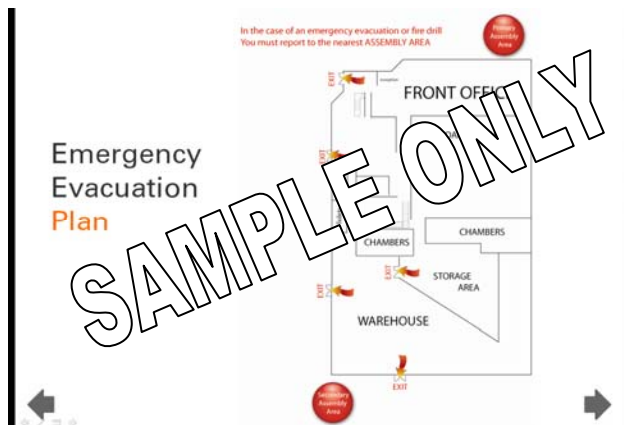 In the case of an emergency evacuation or fire drill
You must report to the nearest ASSEMBLY AREA
Primary
Assembly
Area
EXIT
reception
FRONT OFFICE
EXIT
Emergency
Evacuation
Plan
SAMPLE ONLY
CHAMBERS
CHAMBERS
EXIT
STORAGE
AREA
EXIT
WAREHOUSE
EXIT
Secondary
Assembly
Area